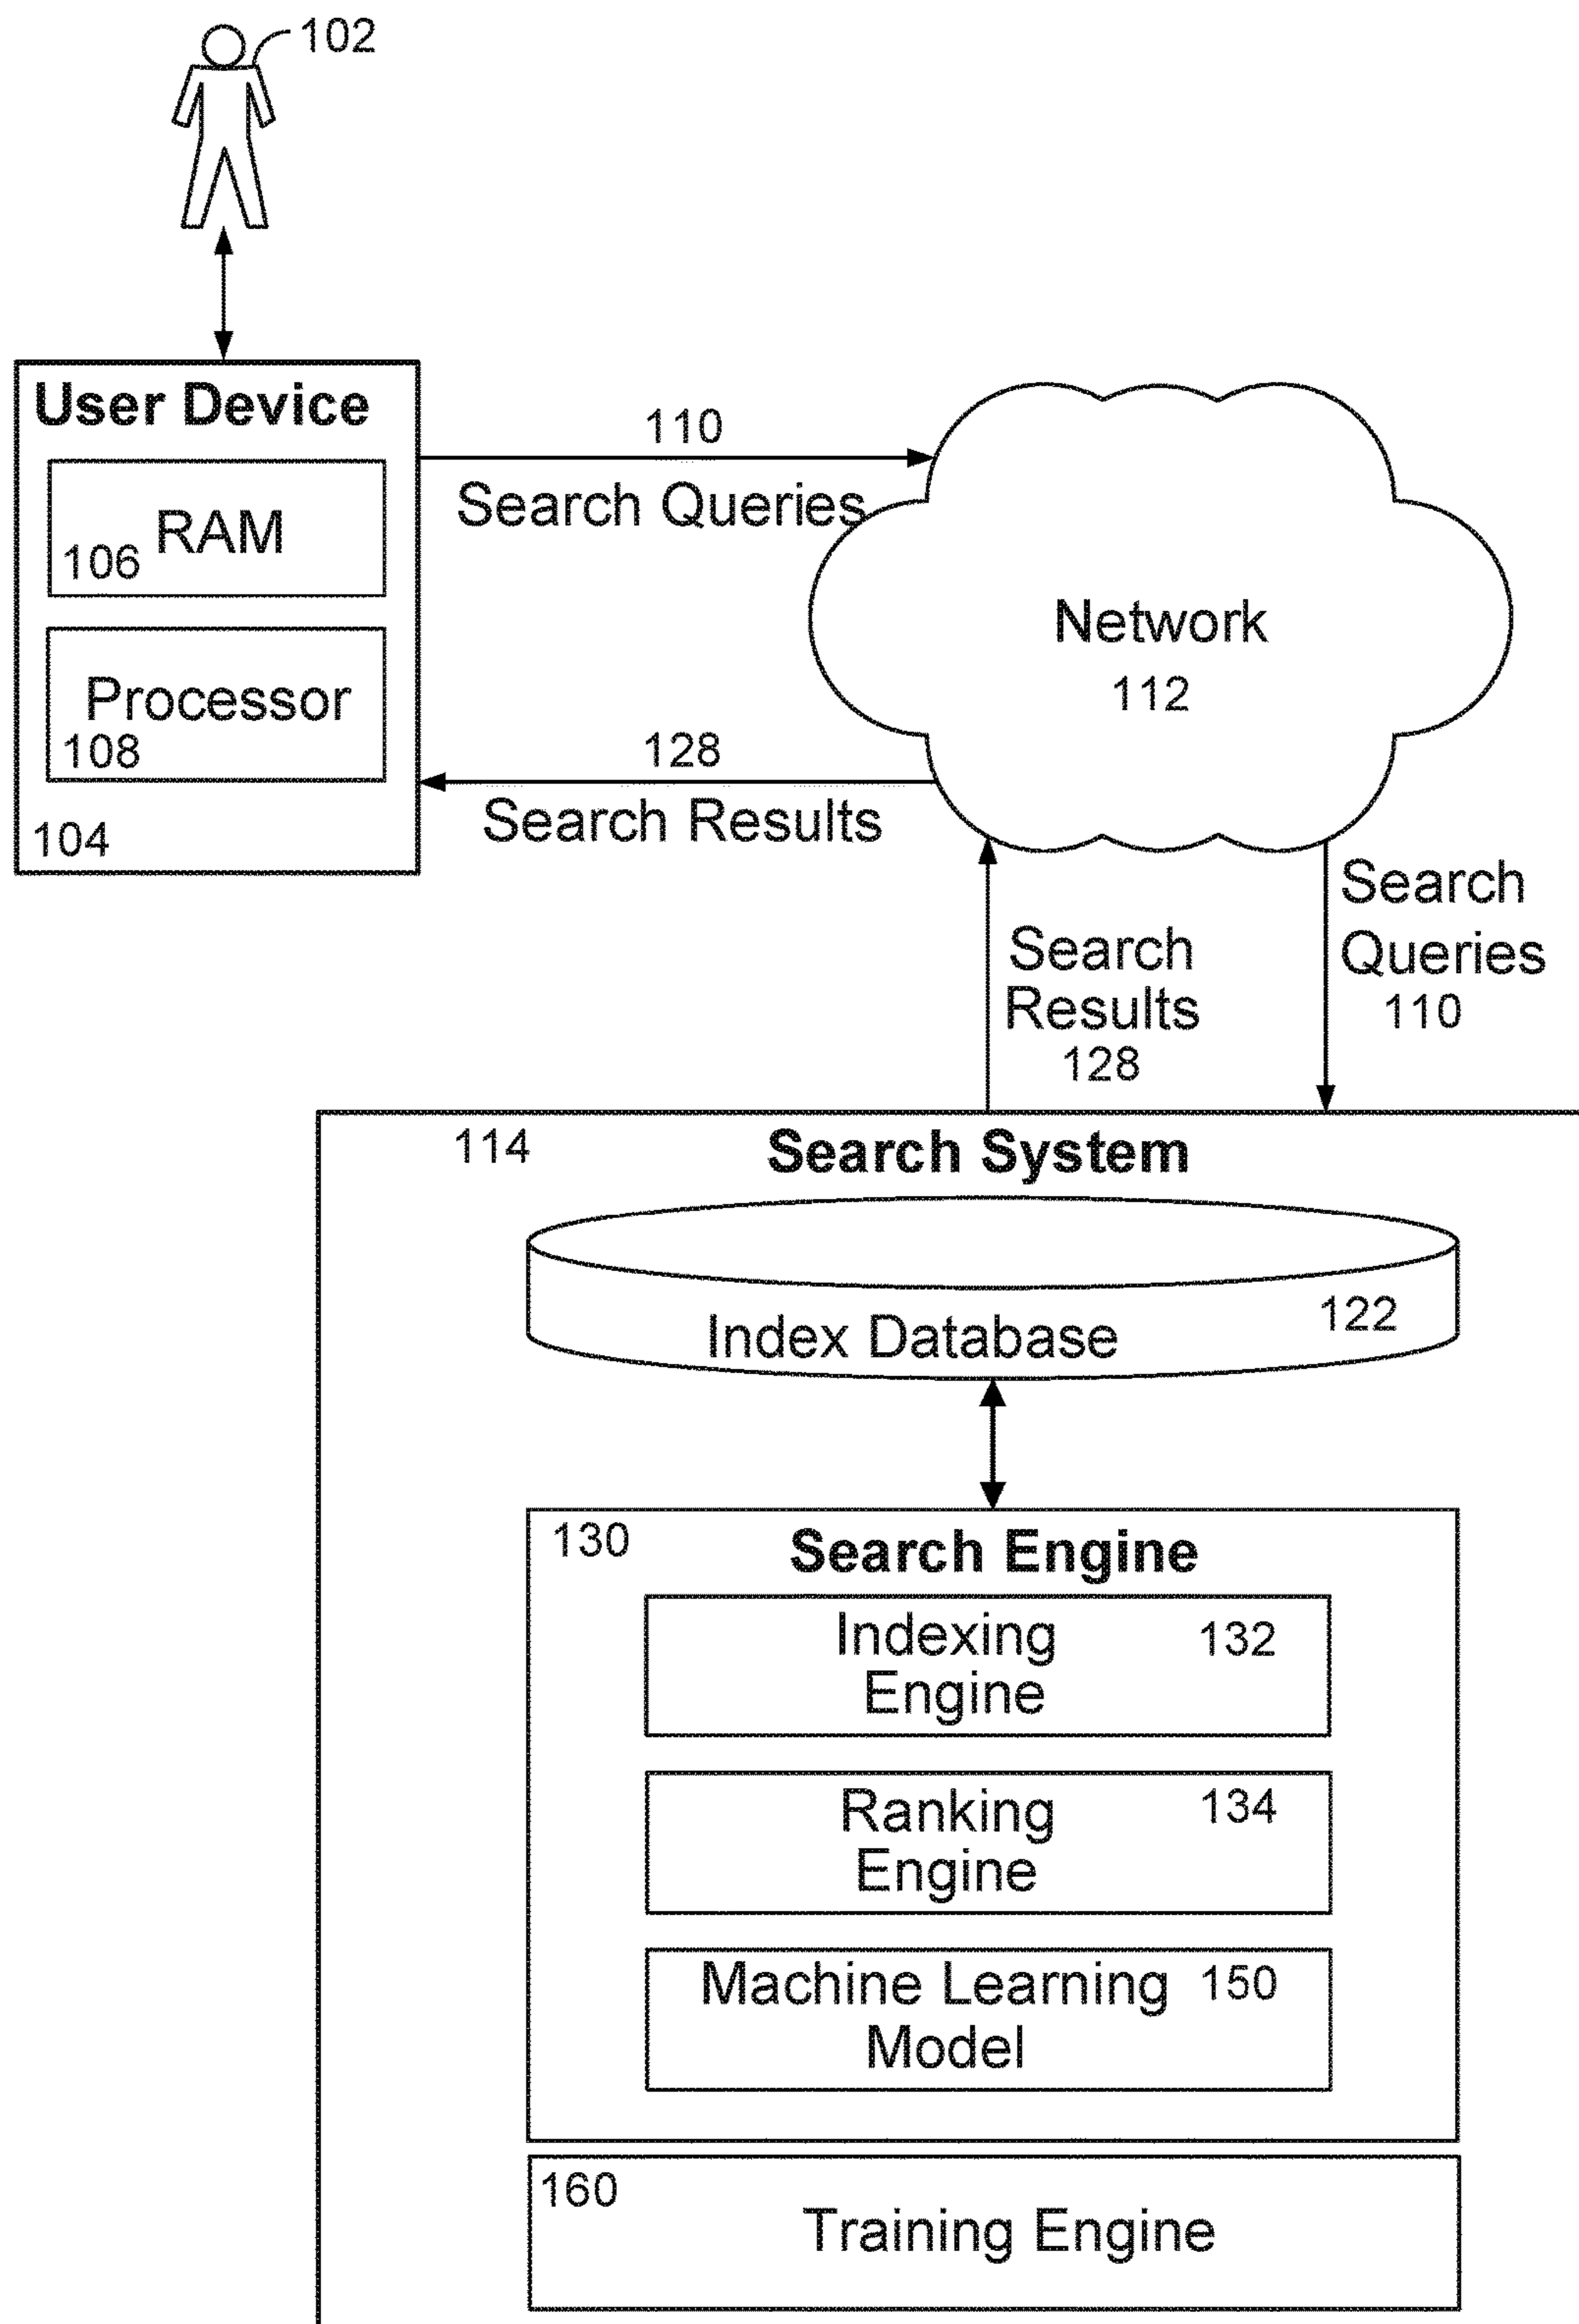 102
User Device
RAM
106
Processor
108
104
110
Search Queries
Network
112
128
Search Results
Search
Results
128
Search
Queries
110
114
Search System
Index Database
122
130
Search Engine
Indexing
Engine
132
Ranking
Engine
134
Machine Learning
Model
150
160
Training Engine